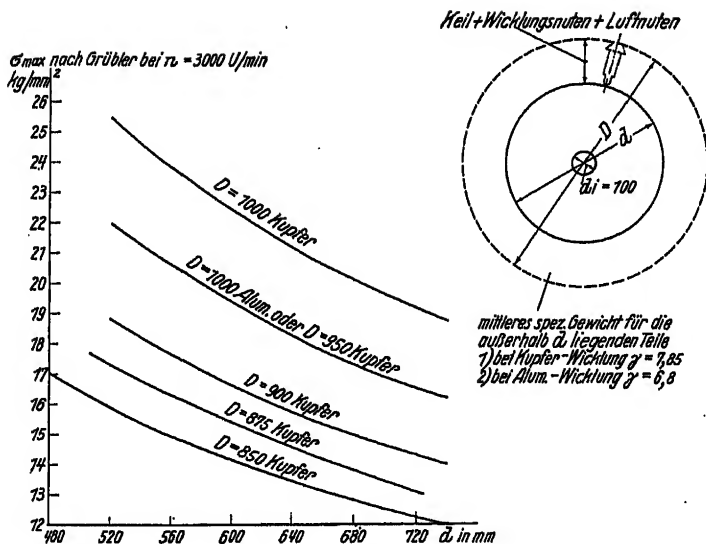 σmax nach Grübler bei n = 3000 U/min
kg/mm²
26
25
24
23
22
21
20
19
18
17
16
15
14
13
12
480
520
560
600
640
680
720
d in mm
D = 1000 Kupfer
D = 1000 Alum. oder D = 950 Kupfer
D = 900 Kupfer
D = 875 Kupfer
D = 850 Kupfer
Keil + Wicklungsnuten + Luftnuten
D
d
di = 100
mittleres spez. Gewicht für die
außerhalb d liegenden Teile
1) bei Kupfer-Wicklung γ = 7,85
2) bei Alum.-Wicklung γ = 6,8